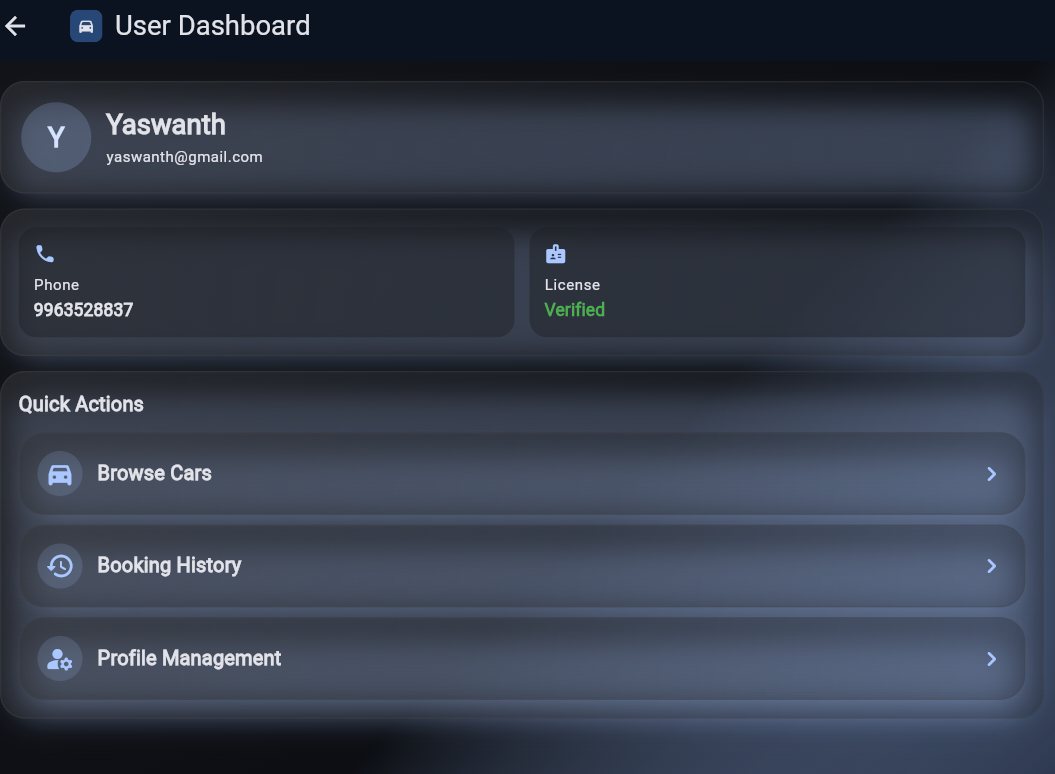 User Dashboard
Y
Yaswanth
yaswanth@gmail.com
Phone
9963528837
License
Verified
Quick Actions
Browse Cars
Booking History
Profile Management